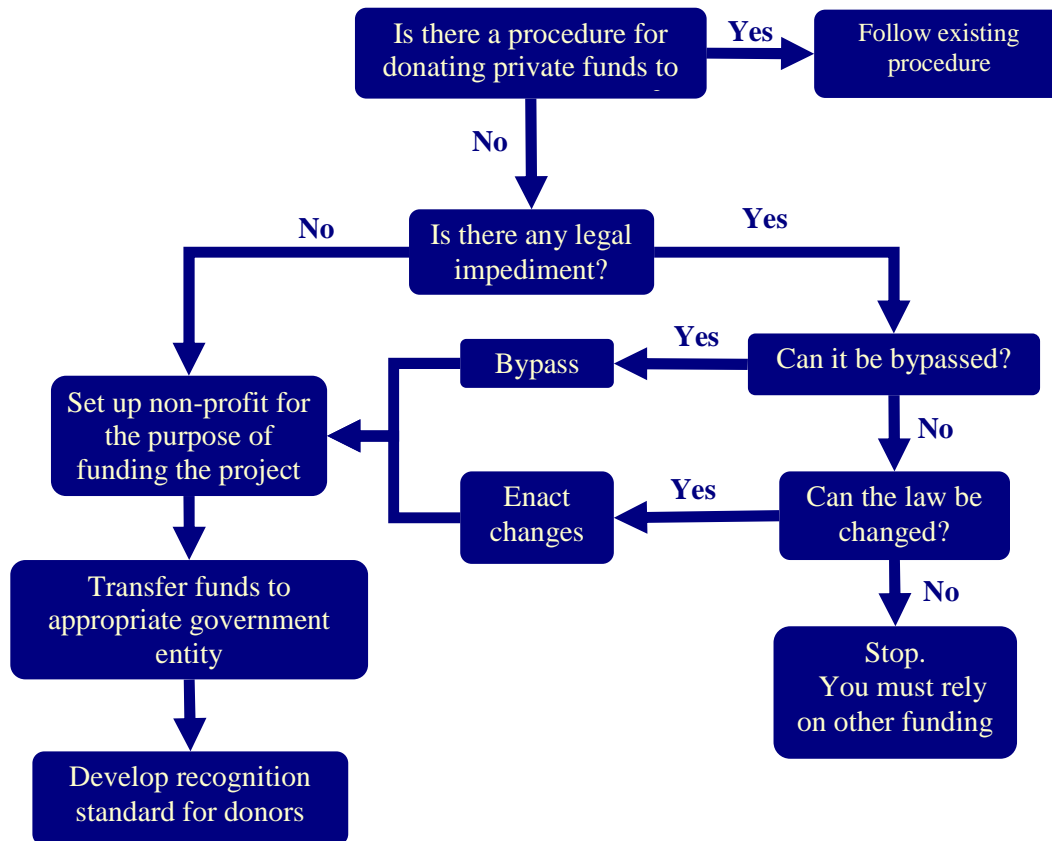 Is there a procedure for
donating private funds to
Yes
Follow existing
procedure
No
No
Is there any legal
impediment?
Yes
Bypass
Yes
Can it be bypassed?
Set up non-profit for
the purpose of
funding the project
No
Enact
changes
Yes
Can the law be
changed?
Transfer funds to
appropriate government
entity
No
Stop.
You must rely
on other funding
Develop recognition
standard for donors